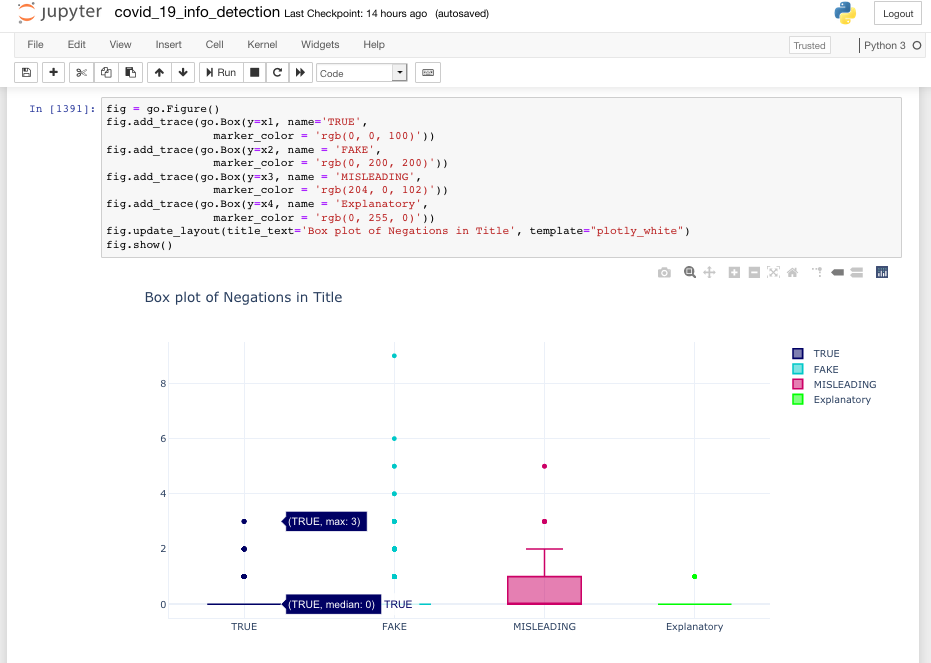 jupyter covid_19_info_detection Last Checkpoint: 14 hours ago (autosaved)
Logout
File Edit View Insert Cell Kernel Widgets Help
Trusted Python 3
Run Code
In [1391]: fig = go.Figure()
fig.add_trace(go.Box(y=x1, name='TRUE',
marker_color = 'rgb(0, 0, 100)'))
fig.add_trace(go.Box(y=x2, name = 'FAKE',
marker_color = 'rgb(0, 200, 200)'))
fig.add_trace(go.Box(y=x3, name = 'MISLEADING',
marker_color = 'rgb(204, 0, 102)'))
fig.add_trace(go.Box(y=x4, name = 'Explanatory',
marker_color = 'rgb(0, 255, 0)'))
fig.update_layout(title_text='Box plot of Negations in Title', template="plotly_white")
fig.show()
Box plot of Negations in Title
TRUE
FAKE
MISLEADING
Explanatory
8
6
4
(TRUE, max: 3)
2
0 (TRUE, median: 0) TRUE
TRUE FAKE MISLEADING Explanatory